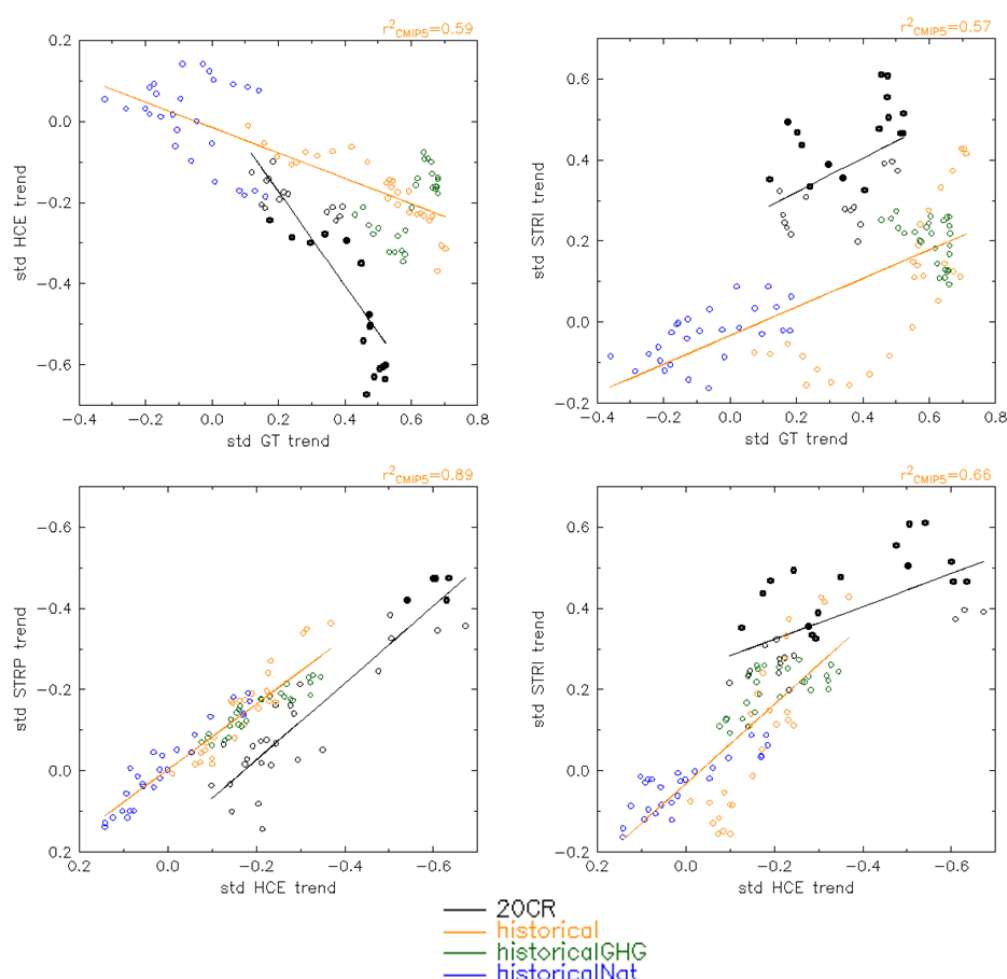 r²CMIP5=0.59
0.2
0.0
−0.2
−0.4
−0.6
std HCE trend
−0.4 −0.2 0.0 0.2 0.4 0.6 0.8
std GT trend
r²CMIP5=0.57
0.6
0.4
0.2
0.0
−0.2
std STRI trend
−0.4 −0.2 0.0 0.2 0.4 0.6 0.8
std GT trend
r²CMIP5=0.89
−0.6
−0.4
−0.2
0.0
0.2
std STRP trend
0.2 0.0 −0.2 −0.4 −0.6
std HCE trend
r²CMIP5=0.66
0.6
0.4
0.2
0.0
−0.2
std STRI trend
0.2 0.0 −0.2 −0.4 −0.6
std HCE trend
20CR
historical
historicalGHG
historicalNat